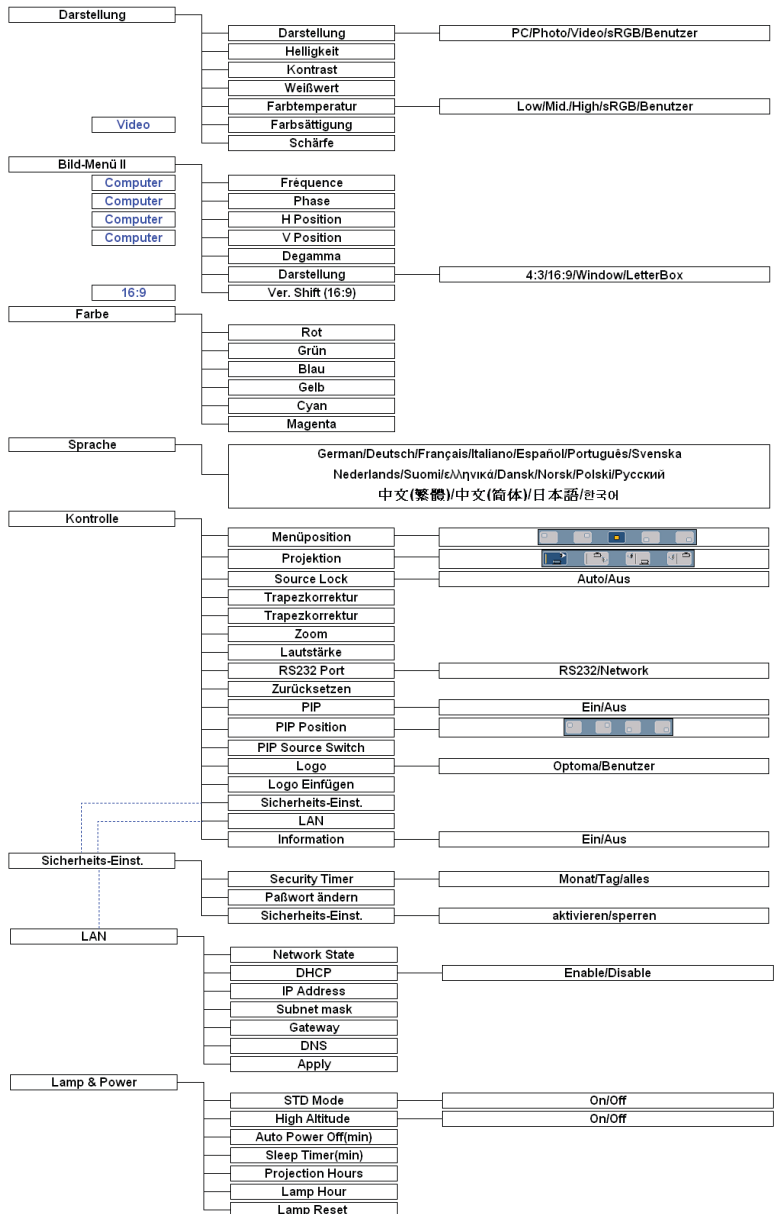 Darstellung
Darstellung PC/Photo/Video/sRGB/Benutzer
Helligkeit
Kontrast
Weißwert
Farbtemperatur Low/Mid./High/sRGB/Benutzer
Video Farbsättigung
Schärfe
Bild-Menü II
Computer Fréquence
Computer Phase
Computer H Position
Computer V Position
Degamma
Darstellung 4:3/16:9/Window/LetterBox
16:9 Ver. Shift (16:9)
Farbe
Rot
Grün
Blau
Gelb
Cyan
Magenta
Sprache
German/Deutsch/Français/Italiano/Español/Português/Svenska
Nederlands/Suomi/ελληνικά/Dansk/Norsk/Polski/Русский
中文(繁體)/中文(简体)/日本語/한국어
Kontrolle
Menüposition
Projektion
Source Lock Auto/Aus
Trapezkorrektur
Trapezkorrektur
Zoom
Lautstärke
RS232 Port RS232/Network
Zurücksetzen
PIP Ein/Aus
PIP Position
PIP Source Switch
Logo Optoma/Benutzer
Logo Einfügen
Sicherheits-Einst.
LAN
Information Ein/Aus
Sicherheits-Einst.
Security Timer Monat/Tag/alles
Paßwort ändern
Sicherheits-Einst. aktivieren/sperren
LAN
Network State
DHCP Enable/Disable
IP Address
Subnet mask
Gateway
DNS
Apply
Lamp & Power
STD Mode On/Off
High Altitude On/Off
Auto Power Off(min)
Sleep Timer(min)
Projection Hours
Lamp Hour
Lamp Reset